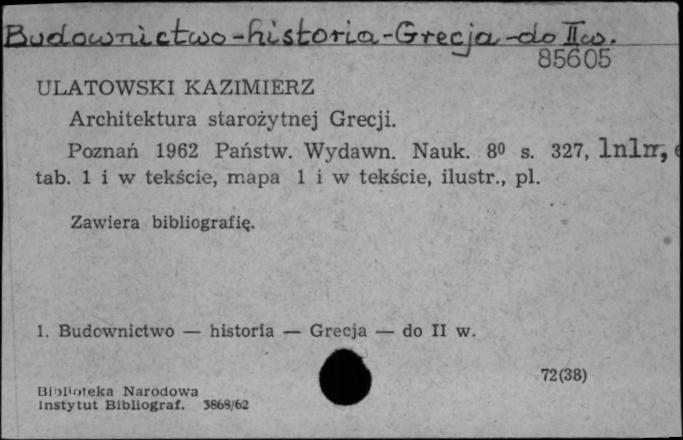 Budownictwo-historia-Grecja-do IIw.
85605
ULATOWSKI KAZIMIERZ
Architektura starożytnej Grecji.
Poznań 1962 Państw. Wydawn. Nauk. 8⁰ s. 327, 1nlrr,
tab. 1 i w tekście, mapa 1 i w tekście, ilustr., pl.
Zawiera bibliografię.
1. Budownictwo — historia — Grecja — do II w.
72(38)
Biblioteka Narodowa
Instytut Bibliograf. 3868/62